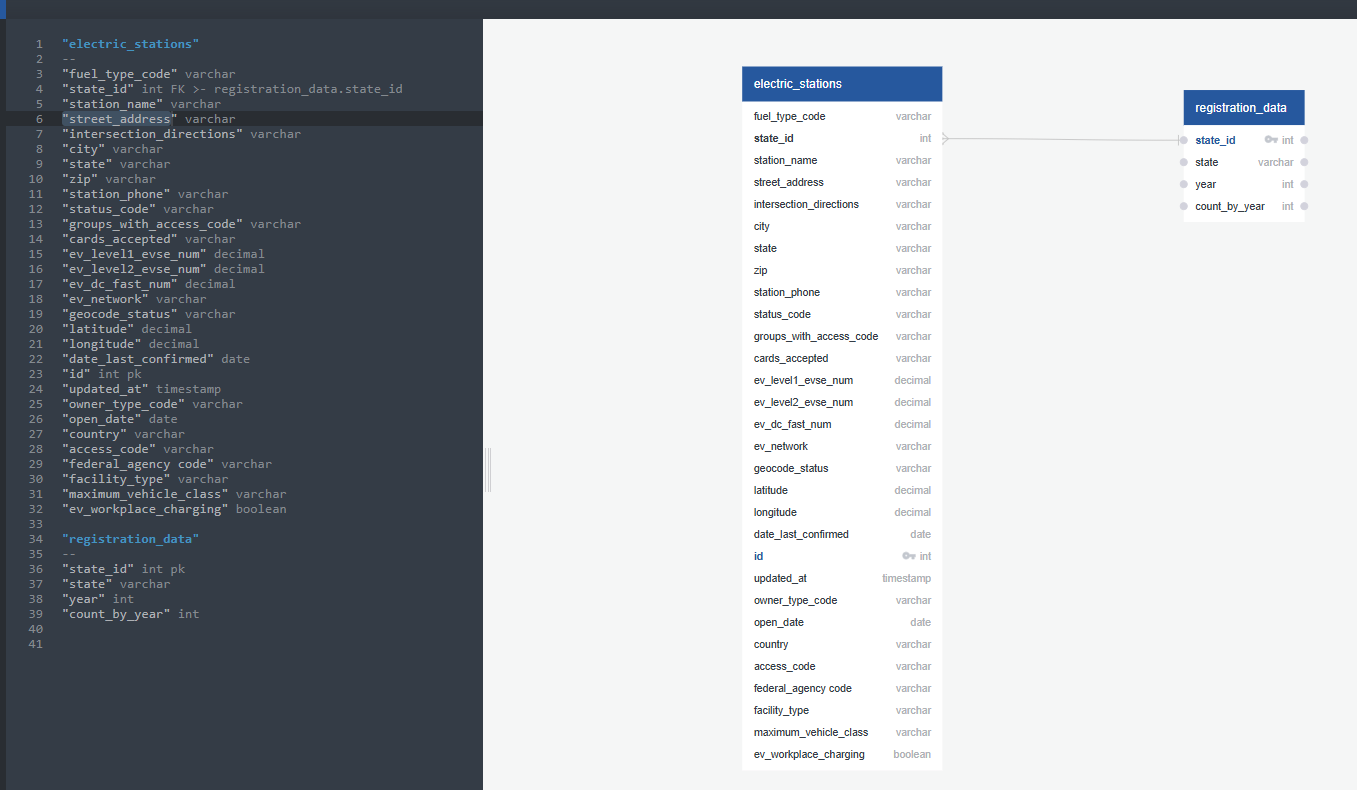 1 "electric_stations"
2 --
3 "fuel_type_code" varchar
4 "state_id" int FK >- registration_data.state_id
5 "station_name" varchar
6 "street_address" varchar
7 "intersection_directions" varchar
8 "city" varchar
9 "state" varchar
10 "zip" varchar
11 "station_phone" varchar
12 "status_code" varchar
13 "groups_with_access_code" varchar
14 "cards_accepted" varchar
15 "ev_level1_evse_num" decimal
16 "ev_level2_evse_num" decimal
17 "ev_dc_fast_num" decimal
18 "ev_network" varchar
19 "geocode_status" varchar
20 "latitude" decimal
21 "longitude" decimal
22 "date_last_confirmed" date
23 "id" int pk
24 "updated_at" timestamp
25 "owner_type_code" varchar
26 "open_date" date
27 "country" varchar
28 "access_code" varchar
29 "federal_agency code" varchar
30 "facility_type" varchar
31 "maximum_vehicle_class" varchar
32 "ev_workplace_charging" boolean
33
34 "registration_data"
35 --
36 "state_id" int pk
37 "state" varchar
38 "year" int
39 "count_by_year" int
40
41
electric_stations
fuel_type_code varchar
state_id int
station_name varchar
street_address varchar
intersection_directions varchar
city varchar
state varchar
zip varchar
station_phone varchar
status_code varchar
groups_with_access_code varchar
cards_accepted varchar
ev_level1_evse_num decimal
ev_level2_evse_num decimal
ev_dc_fast_num decimal
ev_network varchar
geocode_status varchar
latitude decimal
longitude decimal
date_last_confirmed date
id int
updated_at timestamp
owner_type_code varchar
open_date date
country varchar
access_code varchar
federal_agency code varchar
facility_type varchar
maximum_vehicle_class varchar
ev_workplace_charging boolean
registration_data
state_id int
state varchar
year int
count_by_year int